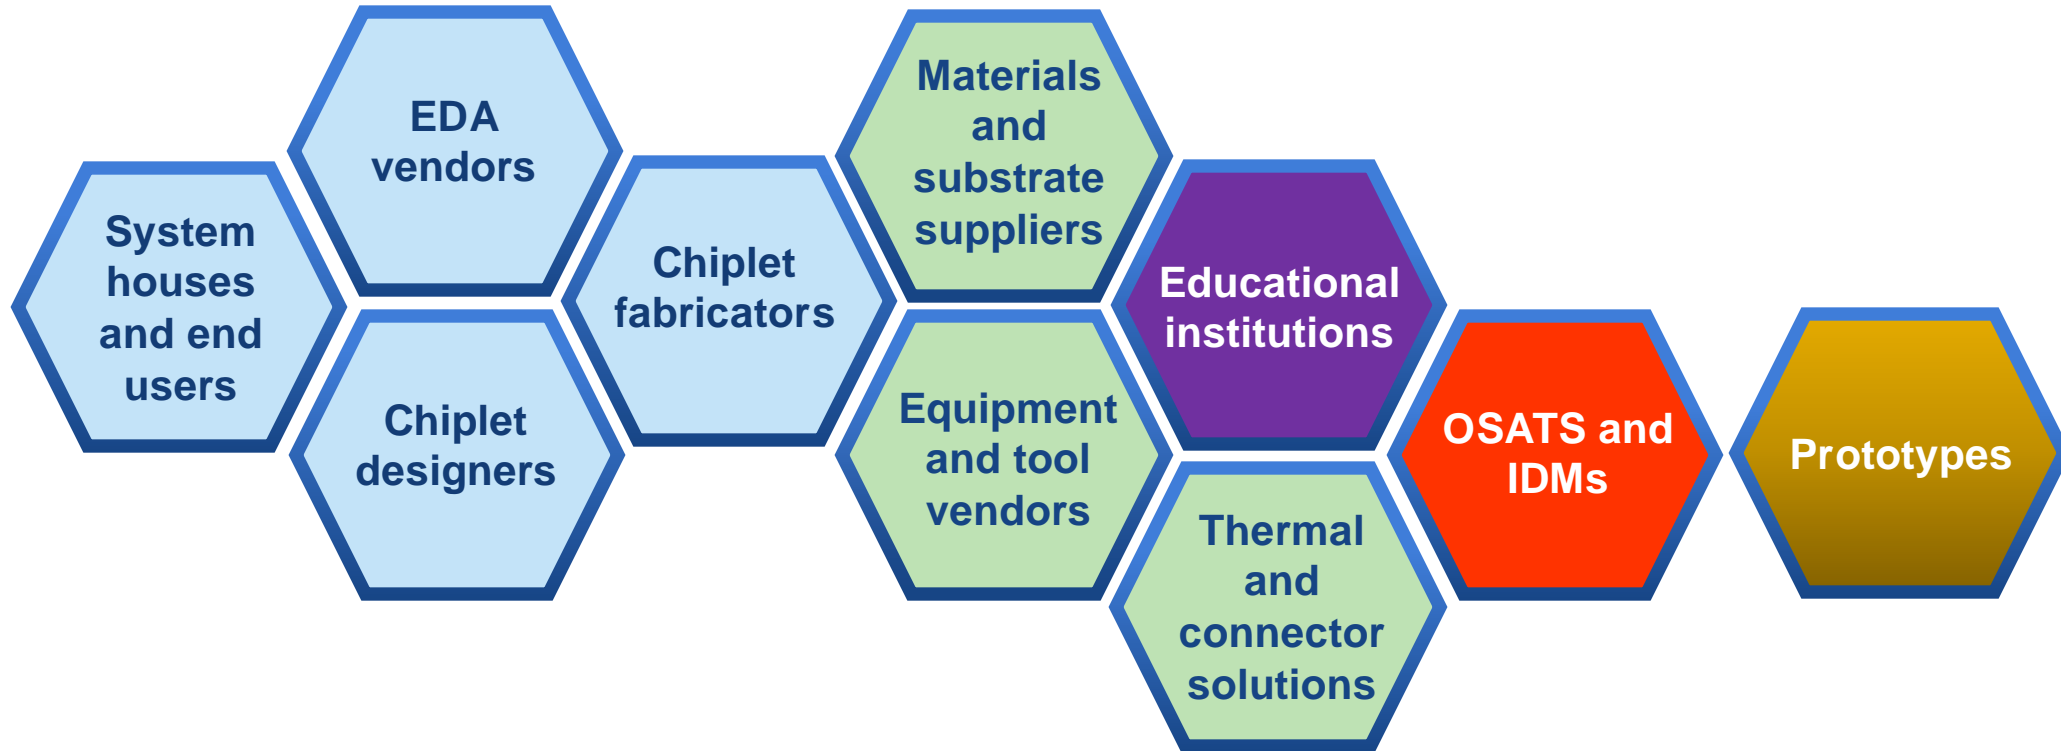 System
houses
and end
users
EDA
vendors
Chiplet
designers
Chiplet
fabricators
Materials
and
substrate
suppliers
Equipment
and tool
vendors
Educational
institutions
Thermal
and
connector
solutions
OSATS and
IDMs
Prototypes